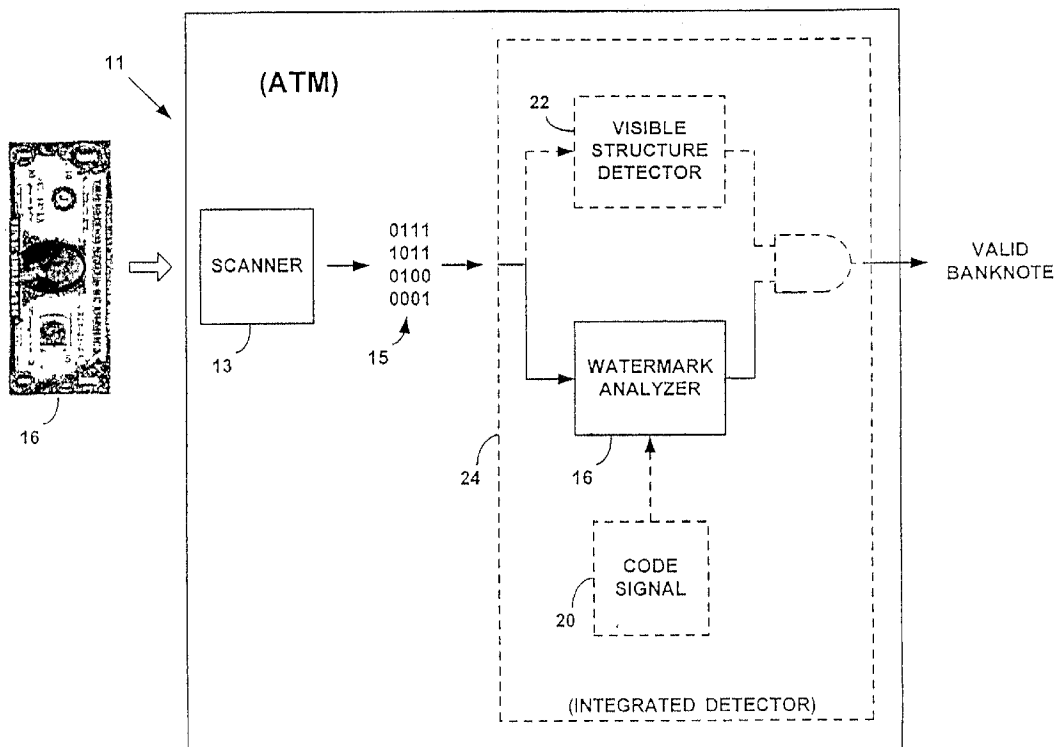 11
(ATM)
22
VISIBLE
STRUCTURE
DETECTOR
SCANNER
13
0111
1011
0100
0001
15
VALID
BANKNOTE
WATERMARK
ANALYZER
16
16
24
CODE
SIGNAL
20
(INTEGRATED DETECTOR)